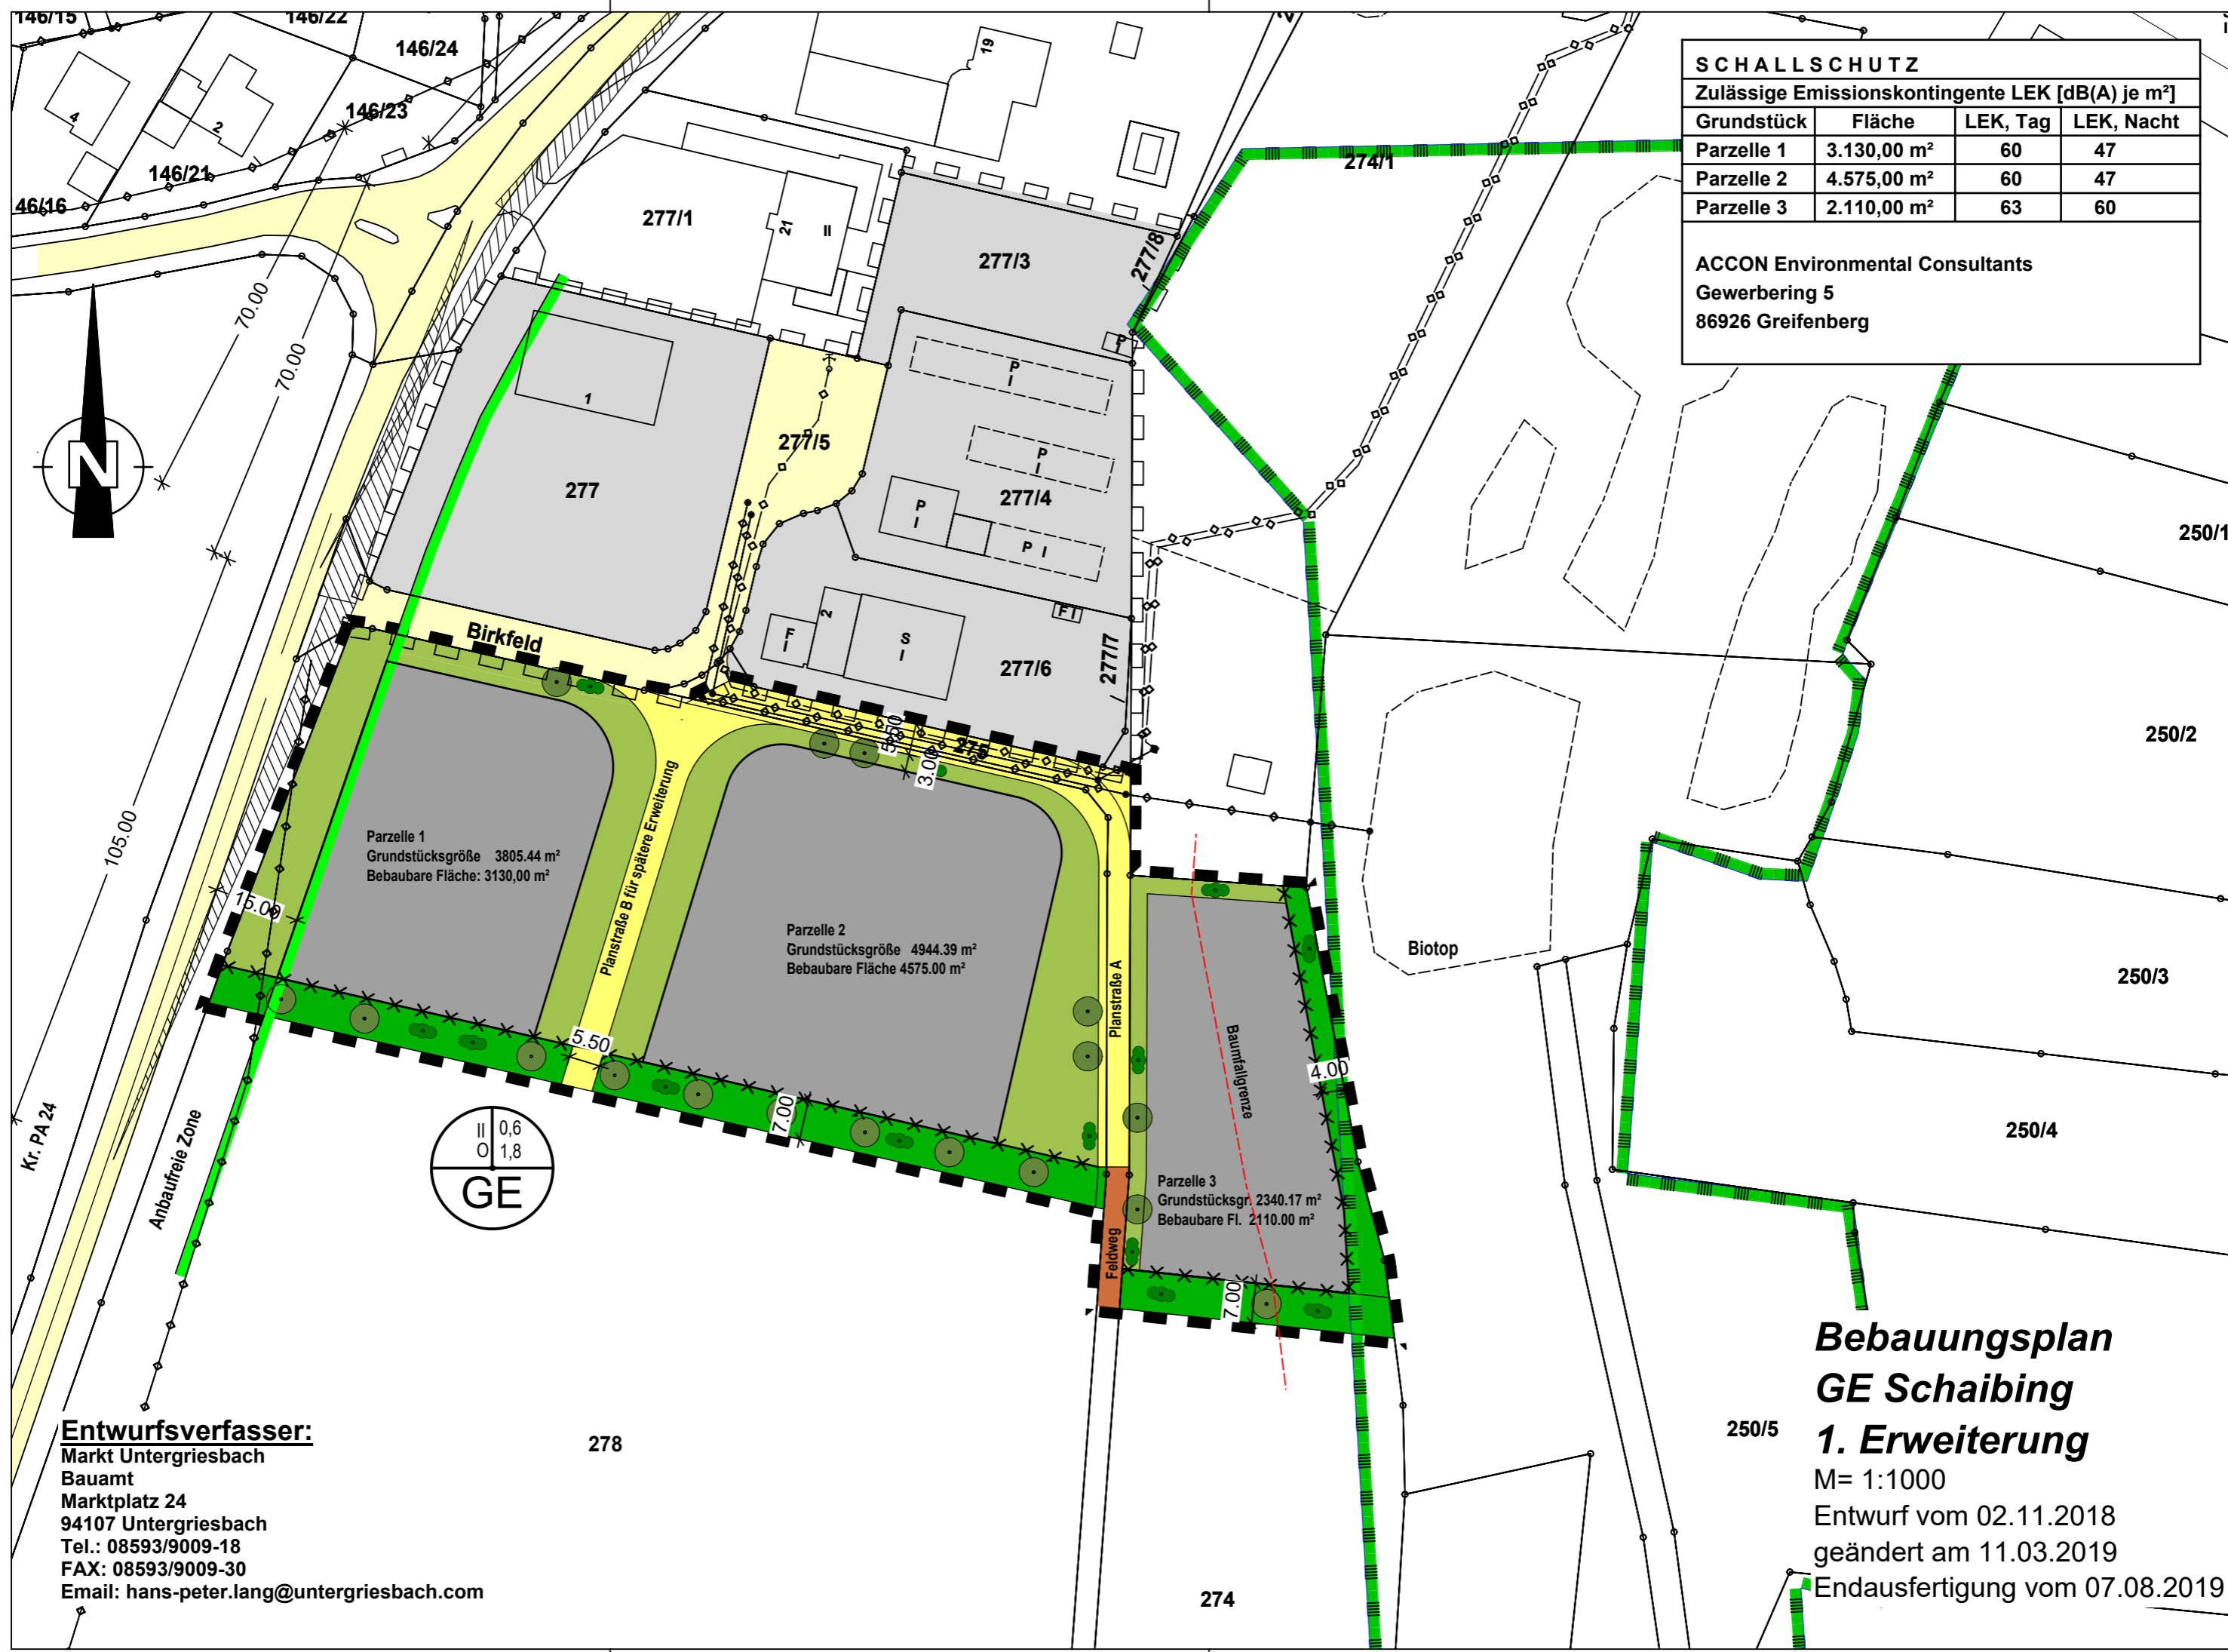 146/15
146/22
146/24
146/23
146/21
46/16
4
2
19
21
II
277/1
277/3
277/8
274/1
70.00
70.00
N
1
277
277/5
277/4
P
I
P
I
P
I
P I
P
I
F
I
2
S
I
F I
277/6
277/7
Birkfeld
275
5.50
3.00
105.00
15.00
Parzelle 1
Grundstücksgröße 3805.44 m²
Bebaubare Fläche: 3130,00 m²
Planstraße B für spätere Erweiterung
Parzelle 2
Grundstücksgröße 4944.39 m²
Bebaubare Fläche 4575.00 m²
Planstraße A
Baumfallgrenze
Parzelle 3
Grundstücksgr. 2340.17 m²
Bebaubare Fl. 2110.00 m²
Feldweg
5.50
7.00
4.00
7.00
Biotop
Kr. PA 24
Anbaufreie Zone
II 0,6
O 1,8
GE
278
274
250/1
250/2
250/3
250/4
250/5
SCHALLSCHUTZ
Zulässige Emissionskontingente LEK [dB(A) je m²]
Grundstück Fläche LEK, Tag LEK, Nacht
Parzelle 1 3.130,00 m² 60 47
Parzelle 2 4.575,00 m² 60 47
Parzelle 3 2.110,00 m² 63 60
ACCON Environmental Consultants
Gewerbering 5
86926 Greifenberg
Entwurfsverfasser:
Markt Untergriesbach
Bauamt
Marktplatz 24
94107 Untergriesbach
Tel.: 08593/9009-18
FAX: 08593/9009-30
Email: hans-peter.lang@untergriesbach.com
Bebauungsplan
GE Schaibing
1. Erweiterung
M= 1:1000
Entwurf vom 02.11.2018
geändert am 11.03.2019
Endausfertigung vom 07.08.2019